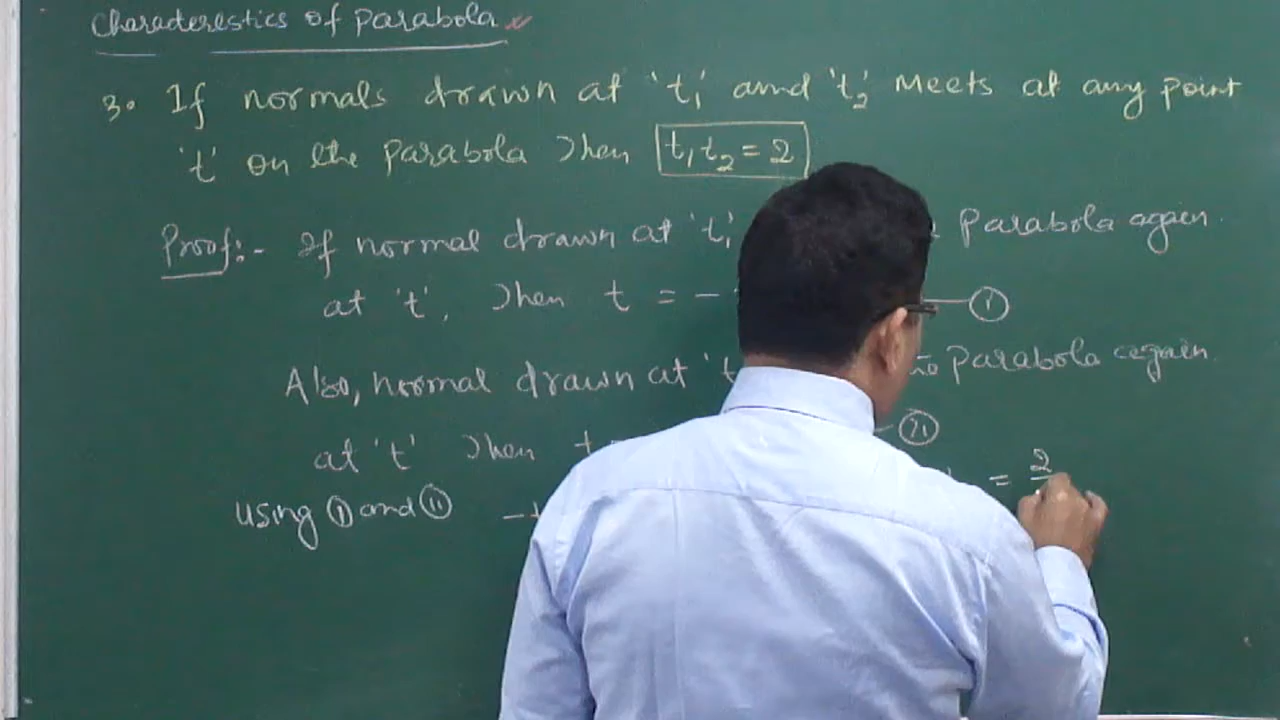 Characterestics of Parabola
3. If normals drawn at 't₁' and 't₂' Meets at any point
't' on the parabola then t₁t₂ = 2
Proof:- If normal drawn at 't₁' Parabola again
at 't', then t = - ①
Also, normal drawn at 't parabola again
at 't' then t ⑪
using ① and ⑪ -t = 2